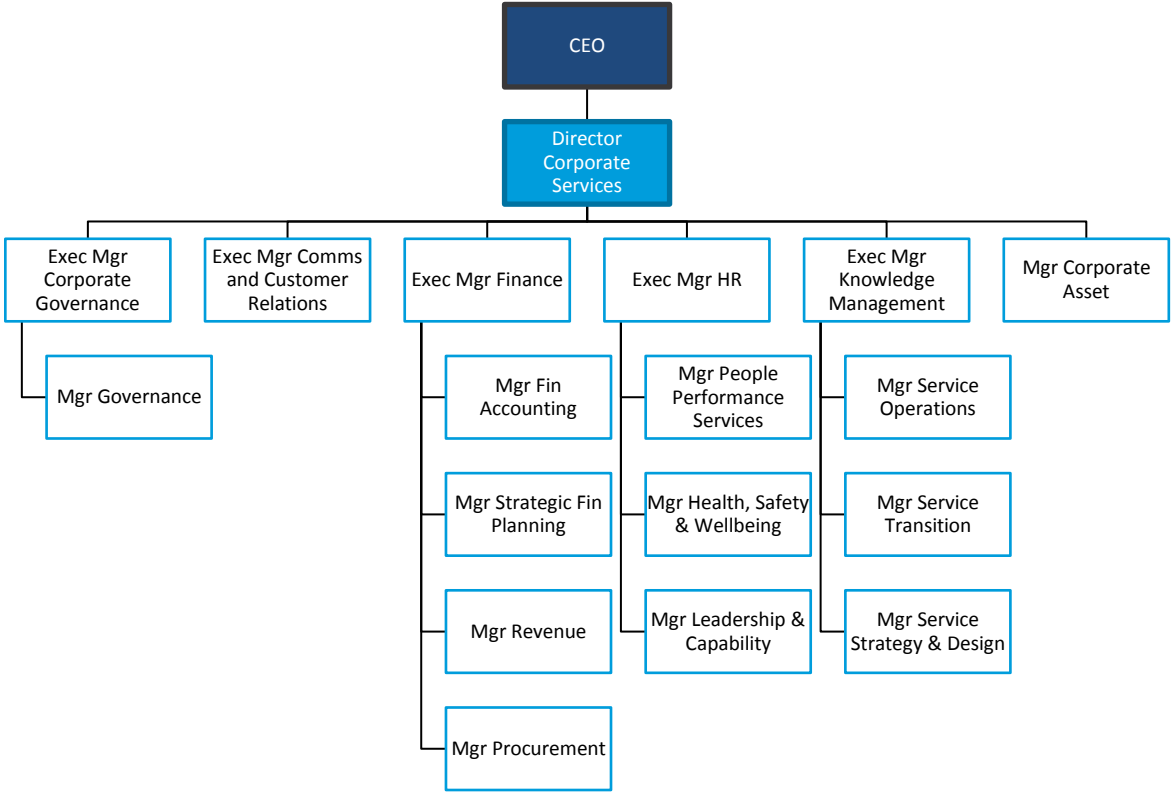 CEO
Director
Corporate
Services
Exec Mgr
Corporate
Governance
Exec Mgr Comms
and Customer
Relations
Exec Mgr Finance
Exec Mgr HR
Exec Mgr
Knowledge
Management
Mgr Corporate
Asset
Mgr Governance
Mgr Fin
Accounting
Mgr People
Performance
Services
Mgr Service
Operations
Mgr Strategic Fin
Planning
Mgr Health, Safety
& Wellbeing
Mgr Service
Transition
Mgr Revenue
Mgr Leadership &
Capability
Mgr Service
Strategy & Design
Mgr Procurement